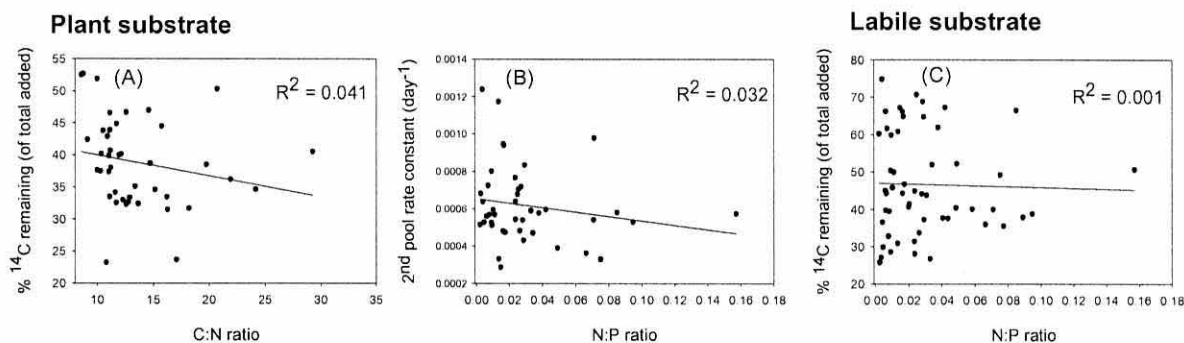 Plant substrate
Labile substrate
% ¹⁴C remaining (of total added)
55
50
45
40
35
30
25
20
(A)
R² = 0.041
10
15
20
25
30
35
C:N ratio
2ⁿᵈ pool rate constant (day⁻¹)
0.0014
0.0012
0.0010
0.0008
0.0006
0.0004
0.0002
(B)
R² = 0.032
0.00 0.02 0.04 0.06 0.08 0.10 0.12 0.14 0.16 0.18
N:P ratio
% ¹⁴C remaining (of total added)
80
70
60
50
40
30
20
(C)
R² = 0.001
0.00 0.02 0.04 0.06 0.08 0.10 0.12 0.14 0.16 0.18
N:P ratio